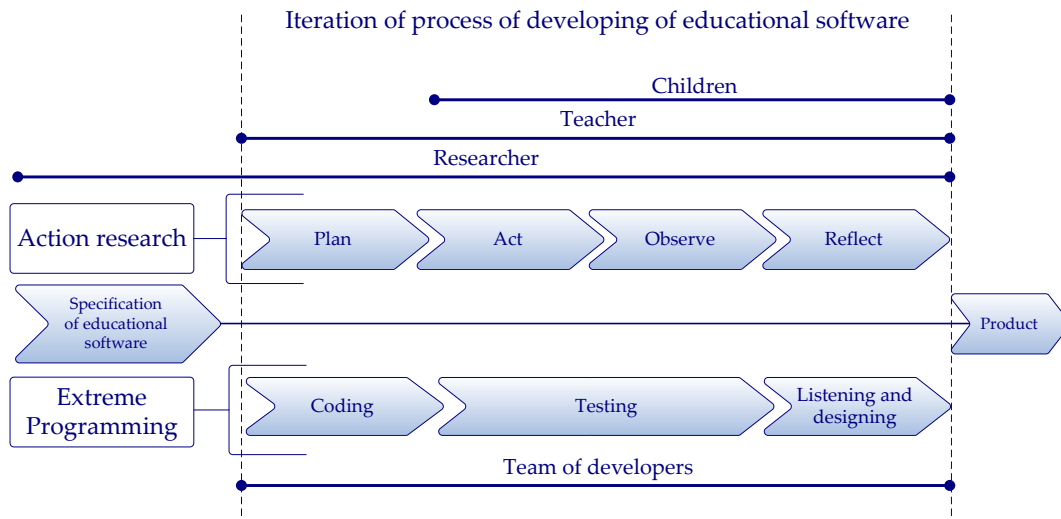 Iteration of process of developing of educational software
Children
Teacher
Researcher
Action research
Plan
Act
Observe
Reflect
Specification
of educational
software
Product
Extreme
Programming
Coding
Testing
Listening and
designing
Team of developers